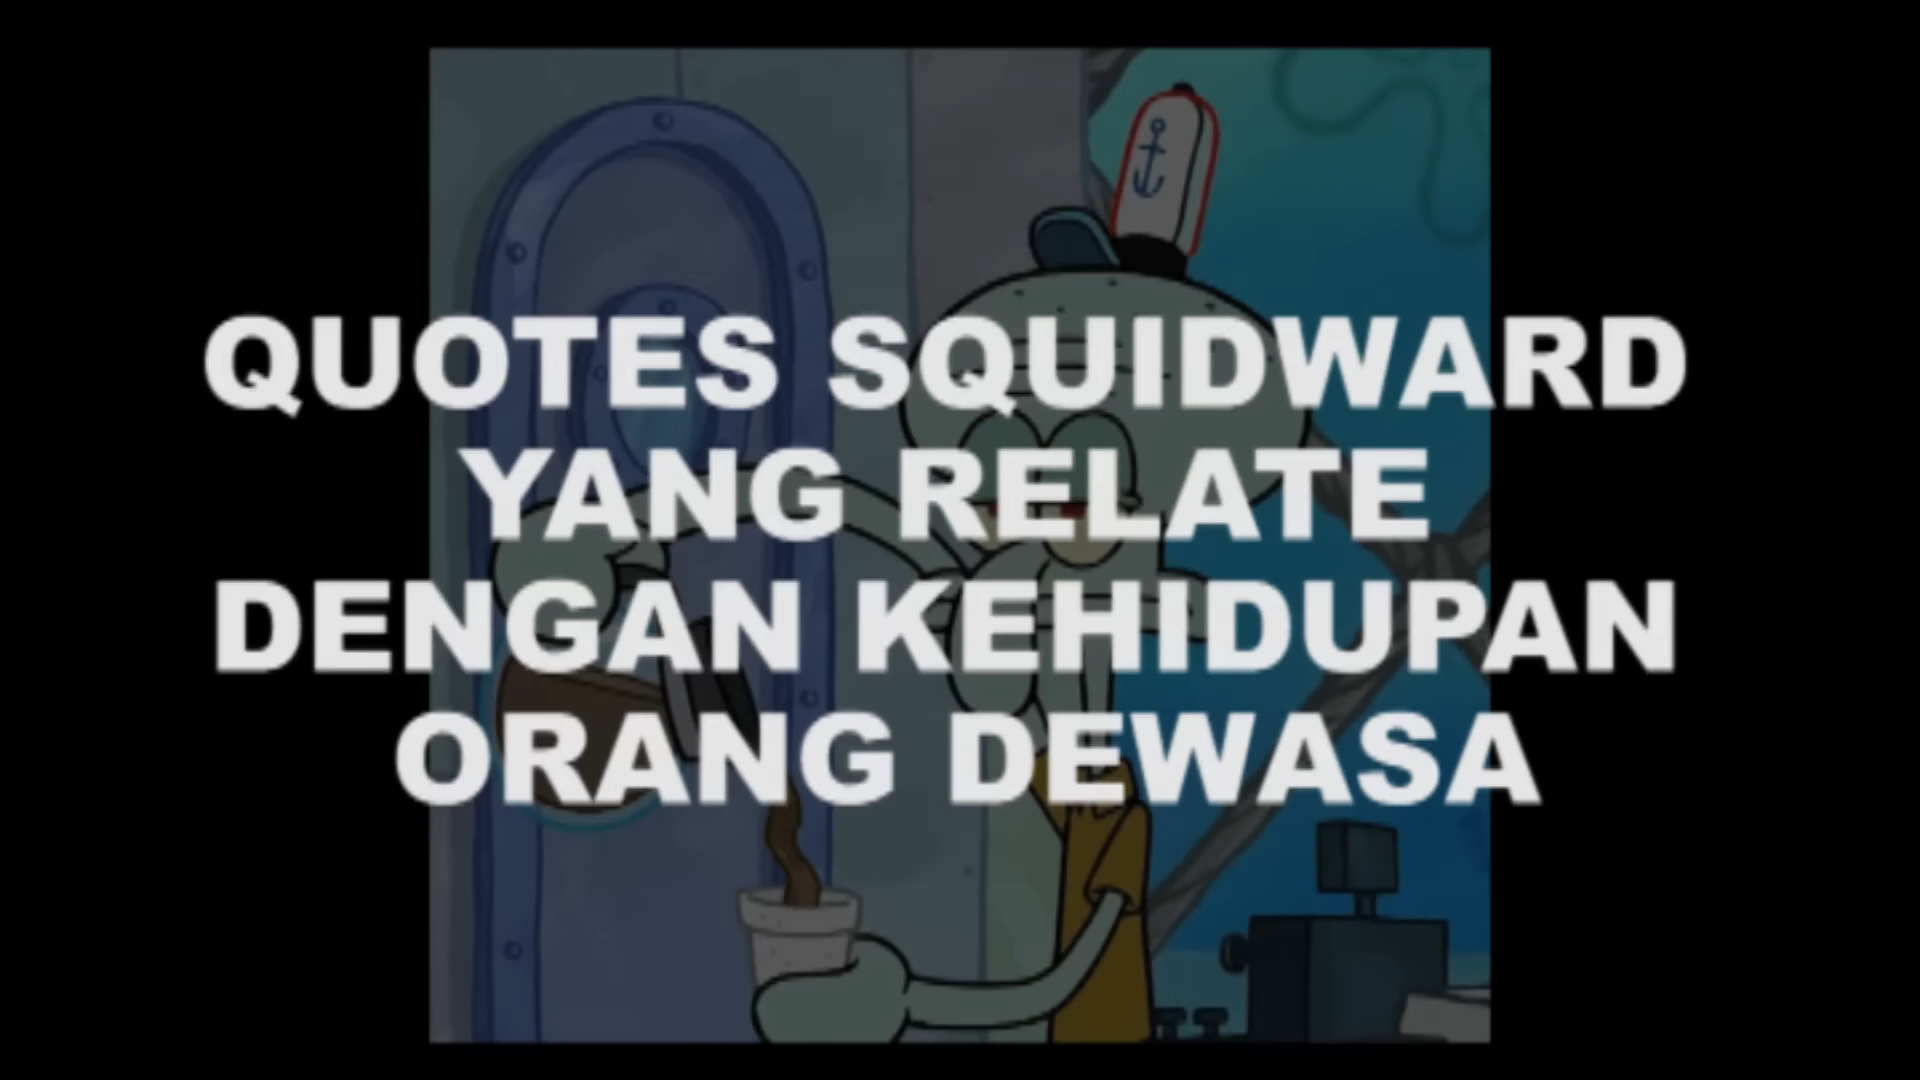 QUOTES SQUIDWARD
YANG RELATE
DENGAN KEHIDUPAN
ORANG DEWASA